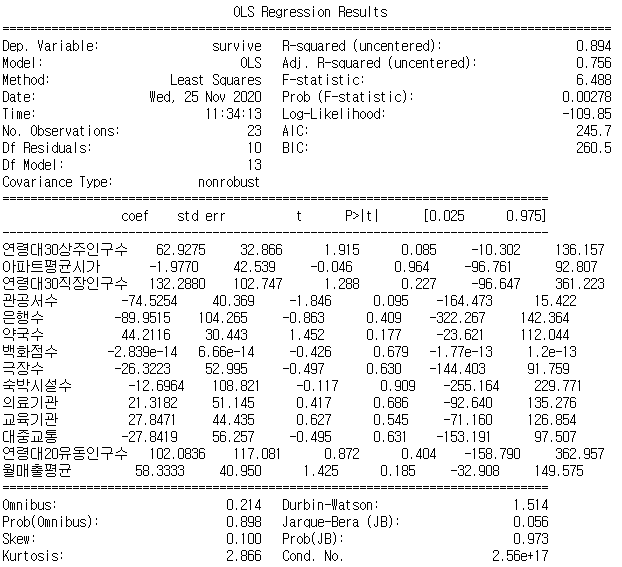 OLS Regression Results
==============================================================================
Dep. Variable: survive R-squared (uncentered): 0.894
Model: OLS Adj. R-squared (uncentered): 0.756
Method: Least Squares F-statistic: 6.488
Date: Wed, 25 Nov 2020 Prob (F-statistic): 0.00278
Time: 11:34:13 Log-Likelihood: -109.85
No. Observations: 23 AIC: 245.7
Df Residuals: 10 BIC: 260.5
Df Model: 13
Covariance Type: nonrobust
==============================================================================
coef std err t P>|t| [0.025 0.975]
------------------------------------------------------------------------------
연령대30상주인구수 62.9275 32.866 1.915 0.085 -10.302 136.157
아파트평균시가 -1.9770 42.539 -0.046 0.964 -96.761 92.807
연령대30직장인구수 132.2880 102.747 1.288 0.227 -96.647 361.223
관공서수 -74.5254 40.369 -1.846 0.095 -164.473 15.422
은행수 -89.9515 104.265 -0.863 0.409 -322.267 142.364
약국수 44.2116 30.443 1.452 0.177 -23.621 112.044
백화점수 -2.839e-14 6.66e-14 -0.426 0.679 -1.77e-13 1.2e-13
극장수 -26.3223 52.995 -0.497 0.630 -144.403 91.759
숙박시설수 -12.6964 108.821 -0.117 0.909 -255.164 229.771
의료기관 21.3182 51.145 0.417 0.686 -92.640 135.276
교육기관 27.8471 44.435 0.627 0.545 -71.160 126.854
대중교통 -27.8419 56.257 -0.495 0.631 -153.191 97.507
연령대20유동인구수 102.0836 117.081 0.872 0.404 -158.790 362.957
월매출평균 58.3333 40.950 1.425 0.185 -32.908 149.575
==============================================================================
Omnibus: 0.214 Durbin-Watson: 1.514
Prob(Omnibus): 0.898 Jarque-Bera (JB): 0.056
Skew: 0.100 Prob(JB): 0.973
Kurtosis: 2.866 Cond. No. 2.56e+17